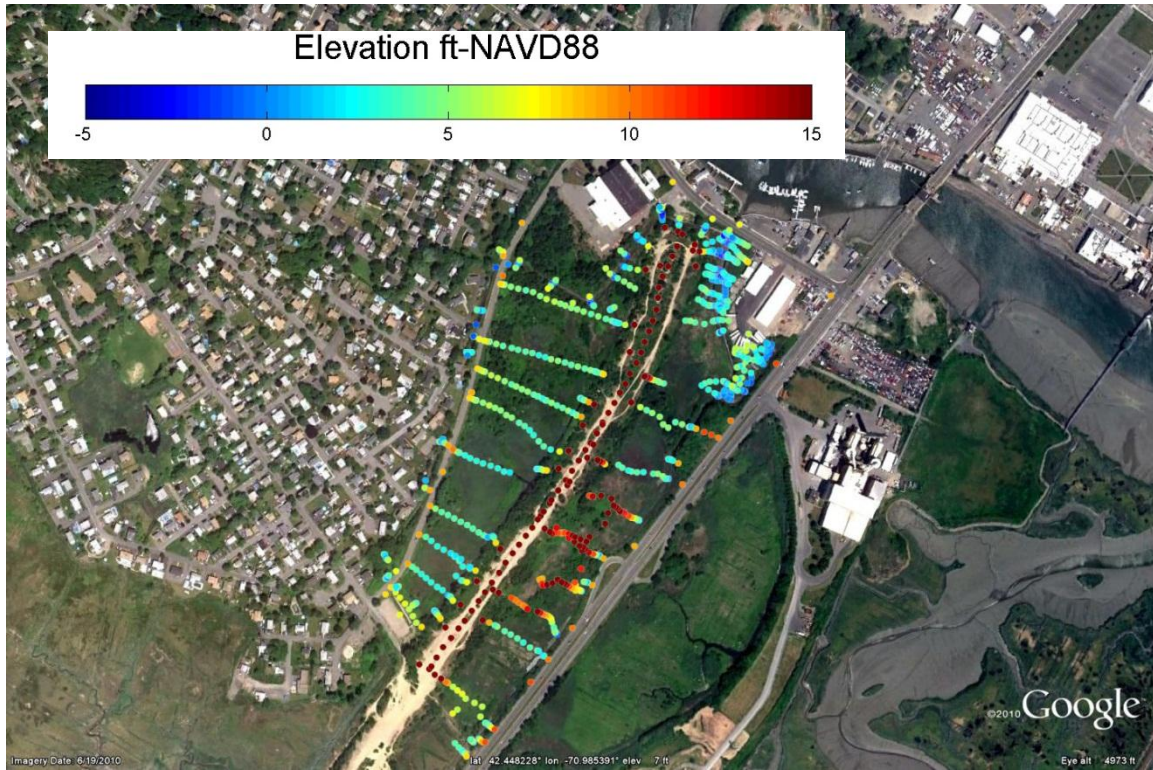 Elevation ft-NAVD88
-5 0 5 10 15
©2010 Google
Imagery Date: 6/19/2010
lat 42.448228° lon -70.985391° elev 7 ft
Eye alt 4973 ft